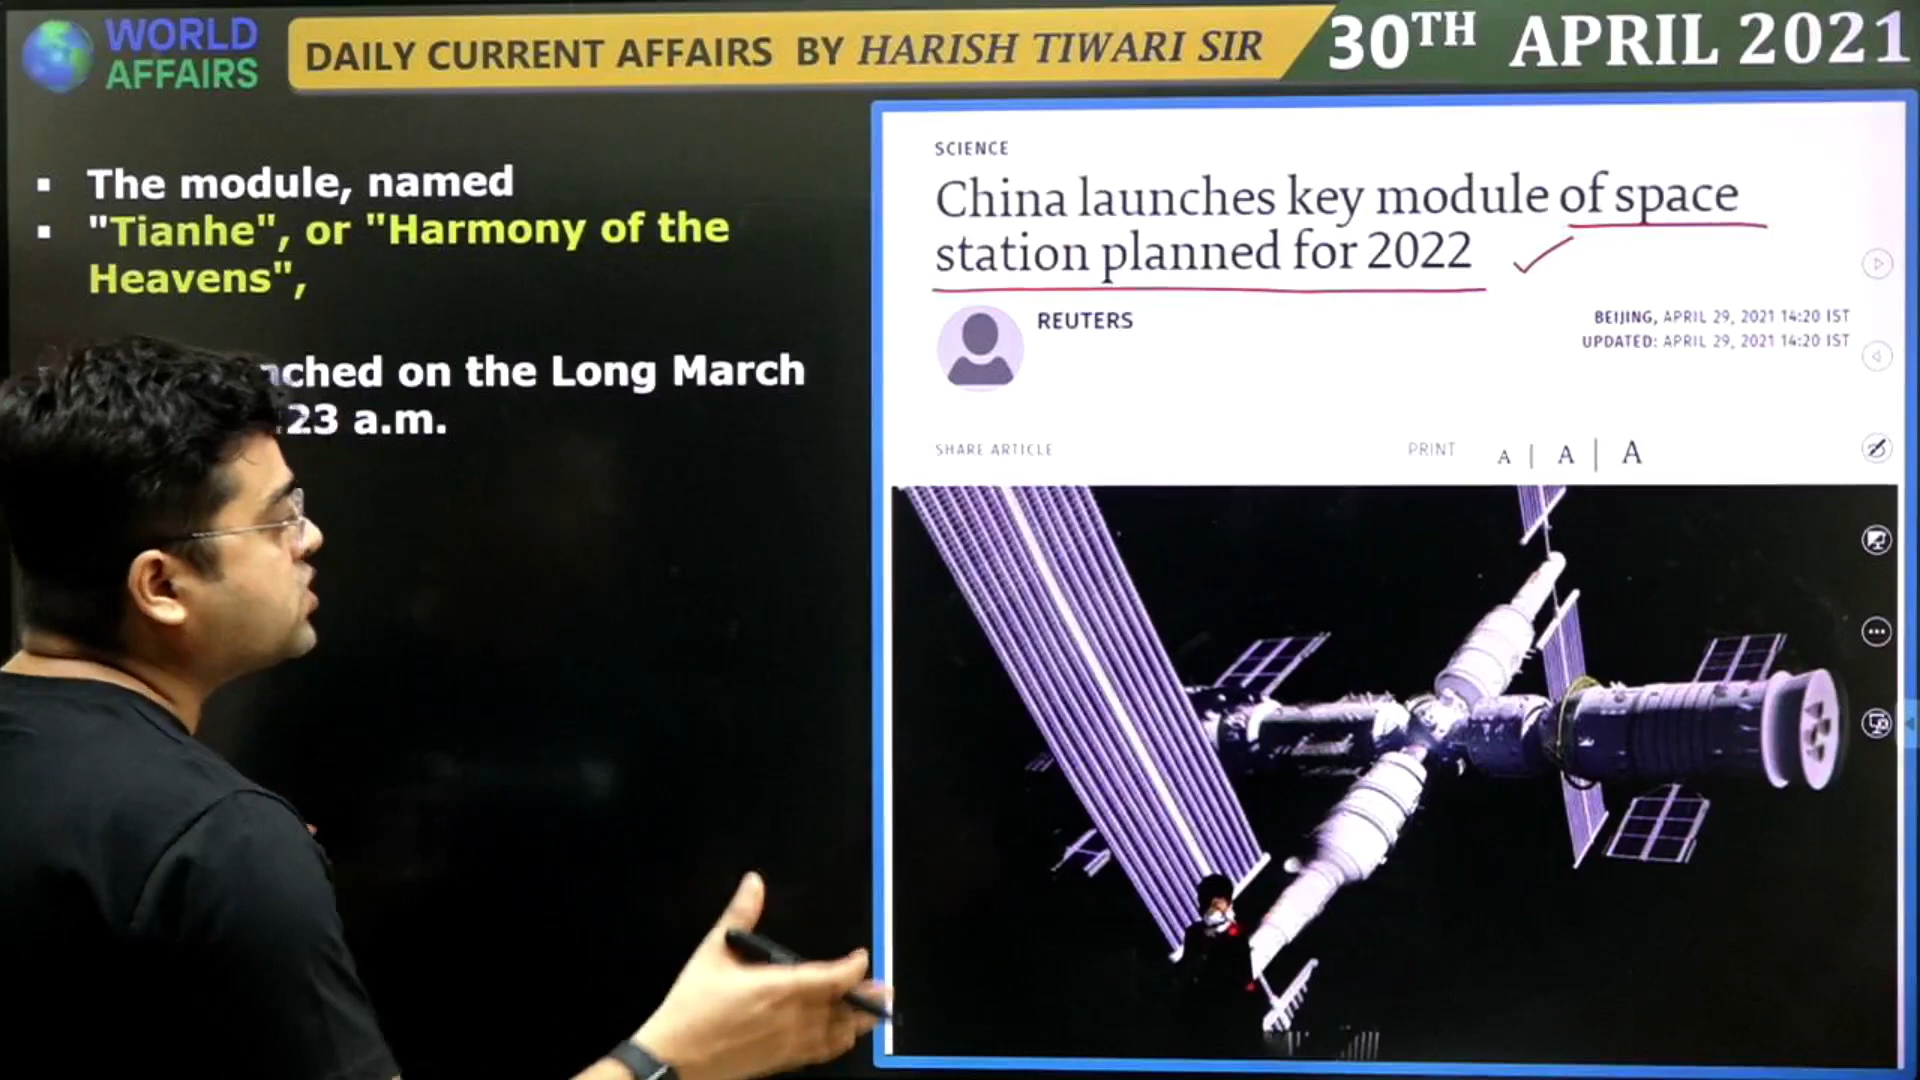 WORLD
AFFAIRS
DAILY CURRENT AFFAIRS BY HARISH TIWARI SIR
30TH APRIL 2021
▪ The module, named
▪ "Tianhe", or "Harmony of the
Heavens",
on the Long March
23 a.m.
SCIENCE
China launches key module of space
station planned for 2022
REUTERS
BEIJING, APRIL 29, 2021 14:20 IST
UPDATED: APRIL 29, 2021 14:20 IST
SHARE ARTICLE
PRINT A | A | A